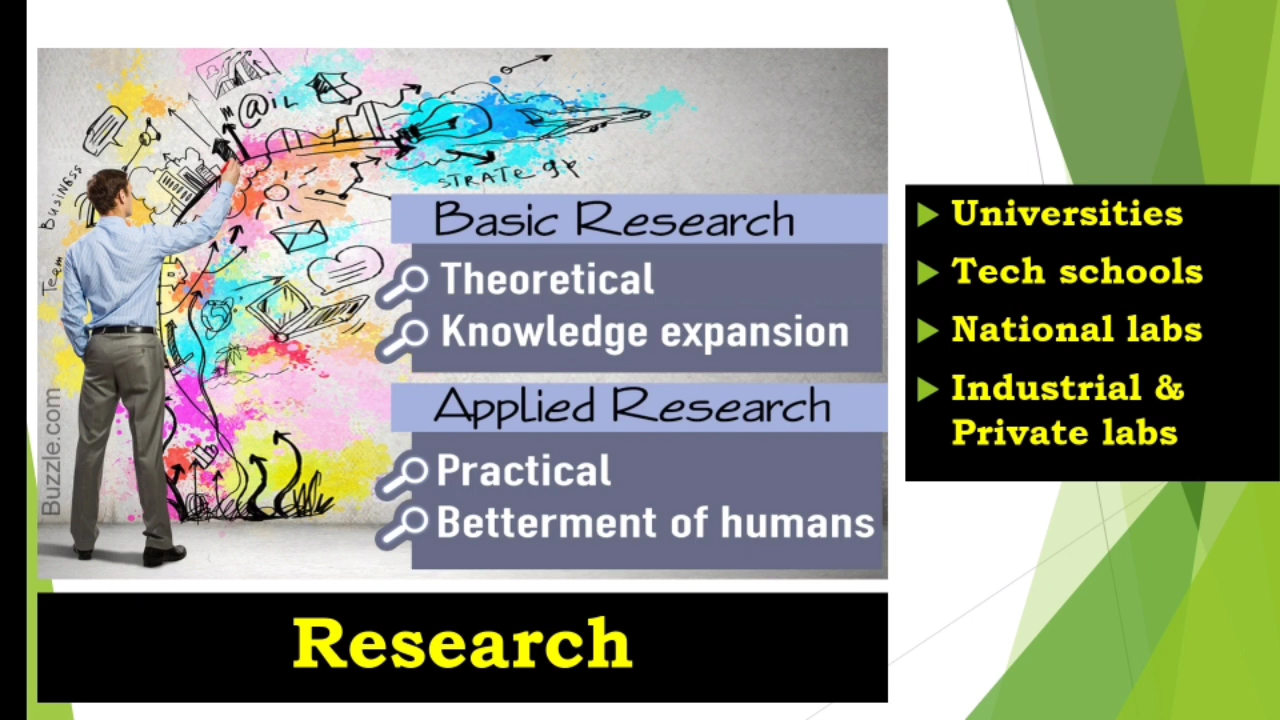 @IL
STRATEgy
Business
Team
Basic Research
Theoretical
Knowledge expansion
Applied Research
Practical
Betterment of humans
Buzzle.com
Research
Universities
Tech schools
National labs
Industrial &
Private labs